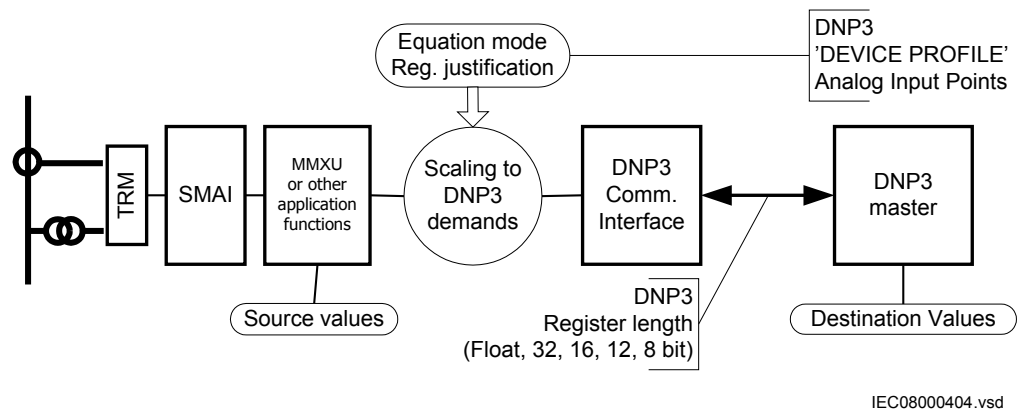 Equation mode
Reg. justification
DNP3
'DEVICE PROFILE'
Analog Input Points
TRM
SMAI
MMXU
or other
application
functions
Scaling to
DNP3
demands
DNP3
Comm.
Interface
DNP3
master
Source values
DNP3
Register length
(Float, 32, 16, 12, 8 bit)
Destination Values
IEC08000404.vsd